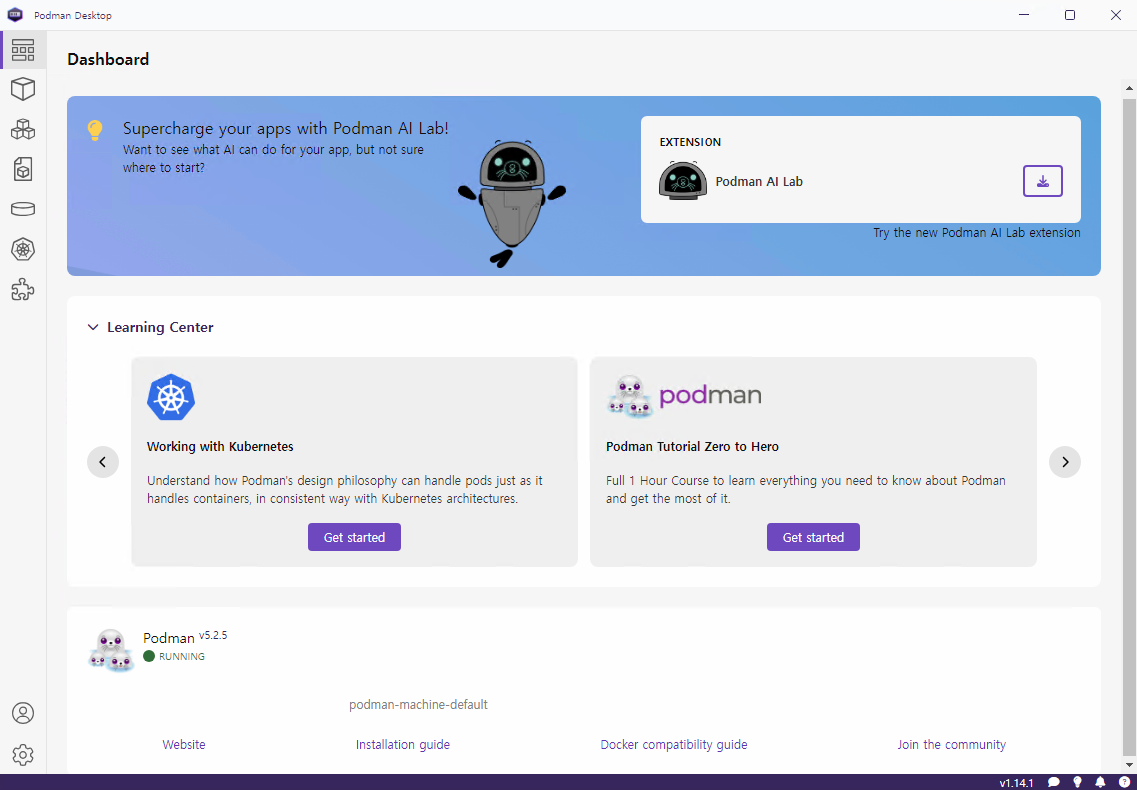 Podman Desktop
Dashboard
Supercharge your apps with Podman AI Lab!
Want to see what AI can do for your app, but not sure
where to start?
EXTENSION
Podman AI Lab
Try the new Podman AI Lab extension
Learning Center
Working with Kubernetes
Understand how Podman's design philosophy can handle pods just as it
handles containers, in consistent way with Kubernetes architectures.
Get started
podman
Podman Tutorial Zero to Hero
Full 1 Hour Course to learn everything you need to know about Podman
and get the most of it.
Get started
Podman v5.2.5
RUNNING
podman-machine-default
Website
Installation guide
Docker compatibility guide
Join the community
v1.14.1